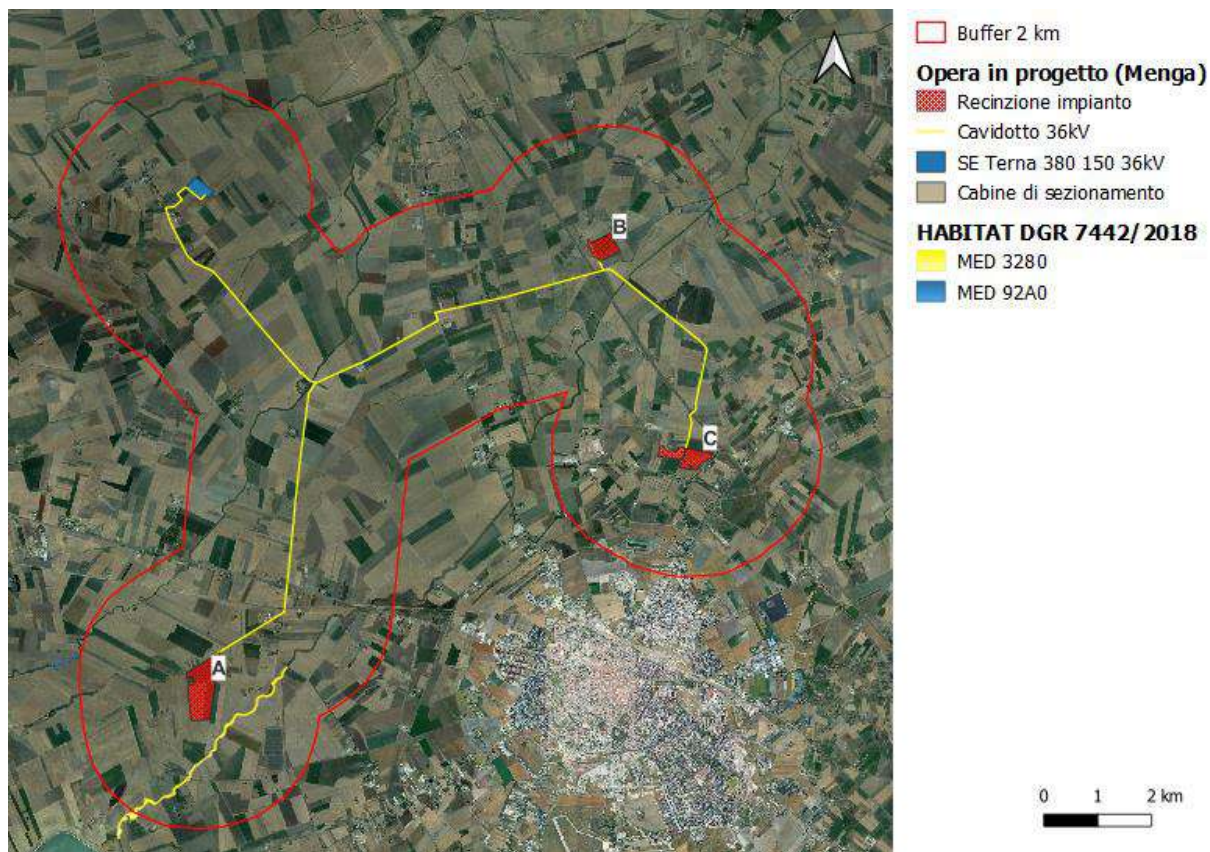 Buffer 2 km
Opera in progetto (Menga)
Recinzione impianto
Cavidotto 36kV
SE Terna 380 150 36kV
Cabine di sezionamento
HABITAT DGR 7442/2018
MED 3280
MED 92A0
B
C
A
0 1 2 km